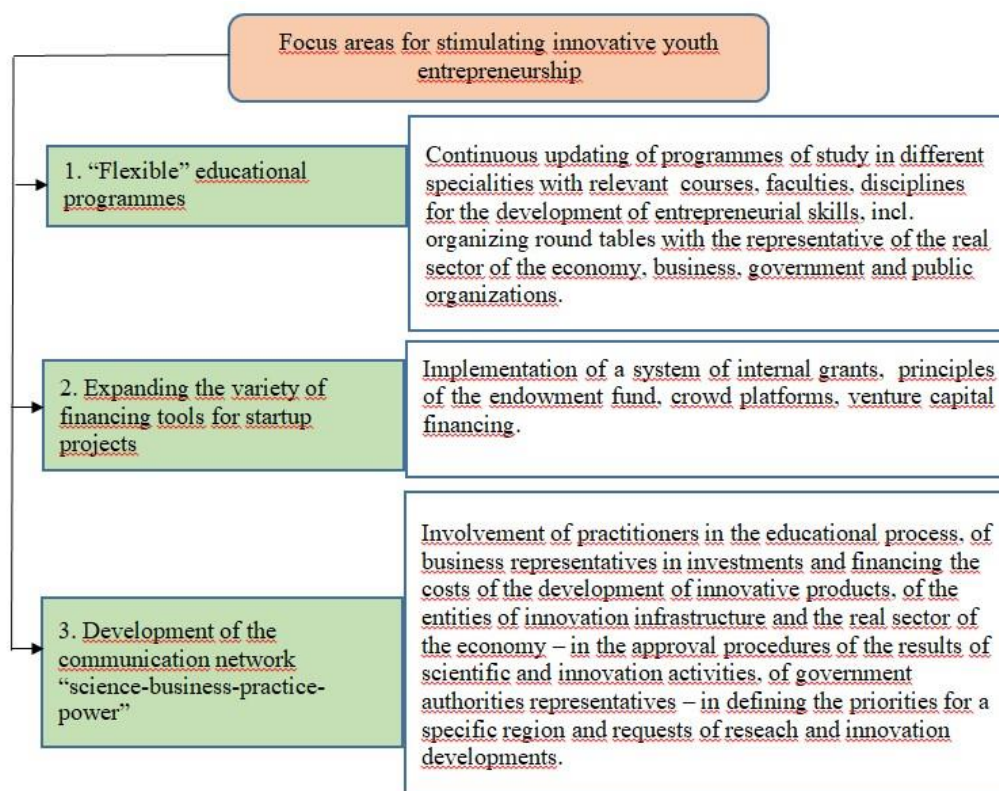 Focus areas for stimulating innovative youth
entrepreneurship
1. “Flexible” educational
programmes
Continuous updating of programmes of study in different
specialities with relevant courses, faculties, disciplines
for the development of entrepreneurial skills, incl.
organizing round tables with the representative of the real
sector of the economy, business, government and public
organizations.
2. Expanding the variety of
financing tools for startup
projects
Implementation of a system of internal grants, principles
of the endowment fund, crowd platforms, venture capital
financing.
3. Development of the
communication network
“science-business-practice-
power”
Involvement of practitioners in the educational process, of
business representatives in investments and financing the
costs of the development of innovative products, of the
entities of innovation infrastructure and the real sector of
the economy – in the approval procedures of the results of
scientific and innovation activities, of government
authorities representatives – in defining the priorities for a
specific region and requests of reseach and innovation
developments.